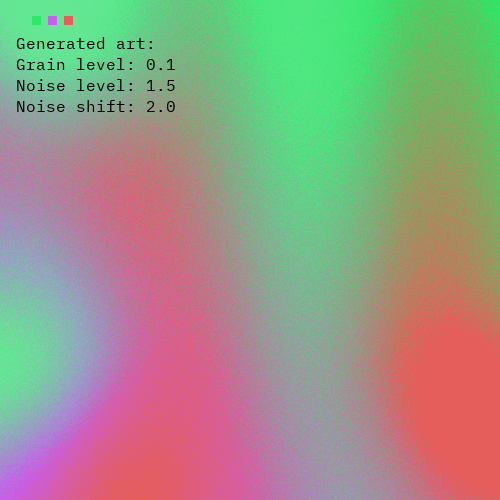 Generated art:
Grain level: 0.1
Noise level: 1.5
Noise shift: 2.0